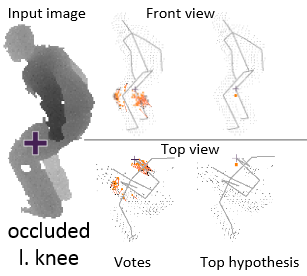 Input image
Front view
Top view
occluded
l. knee
Votes
Top hypothesis